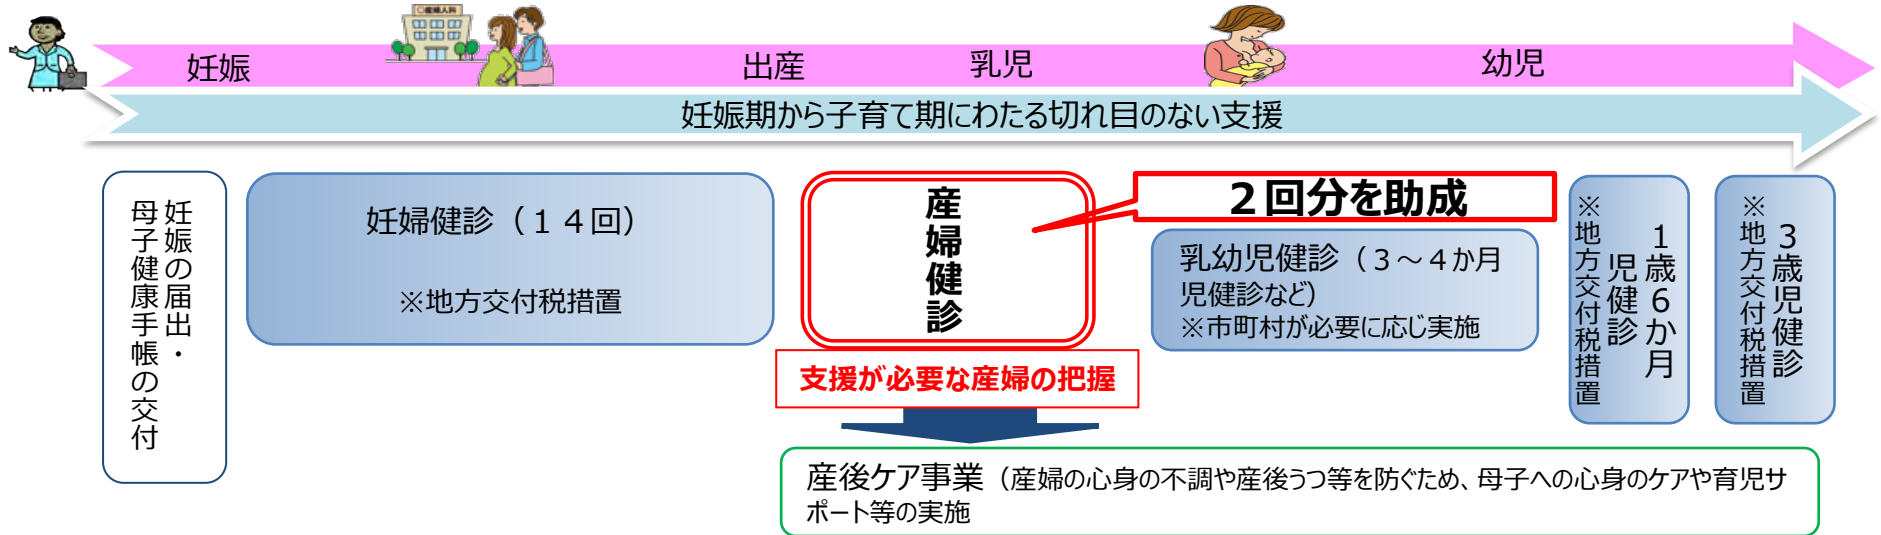 ○産婦人科
妊娠
出産
乳児
幼児
妊娠期から子育て期にわたる切れ目のない支援
妊娠の届出・
母子健康手帳の交付
妊婦健診（１４回）
※地方交付税措置
産婦健診
２回分を助成
乳幼児健診（３～４か月
児健診など）
※市町村が必要に応じ実施
１歳６か月
児健診
※地方交付税措置
３歳児健診
※地方交付税措置
支援が必要な産婦の把握
産後ケア事業（産婦の心身の不調や産後うつ等を防ぐため、母子への心身のケアや育児サ
ポート等の実施